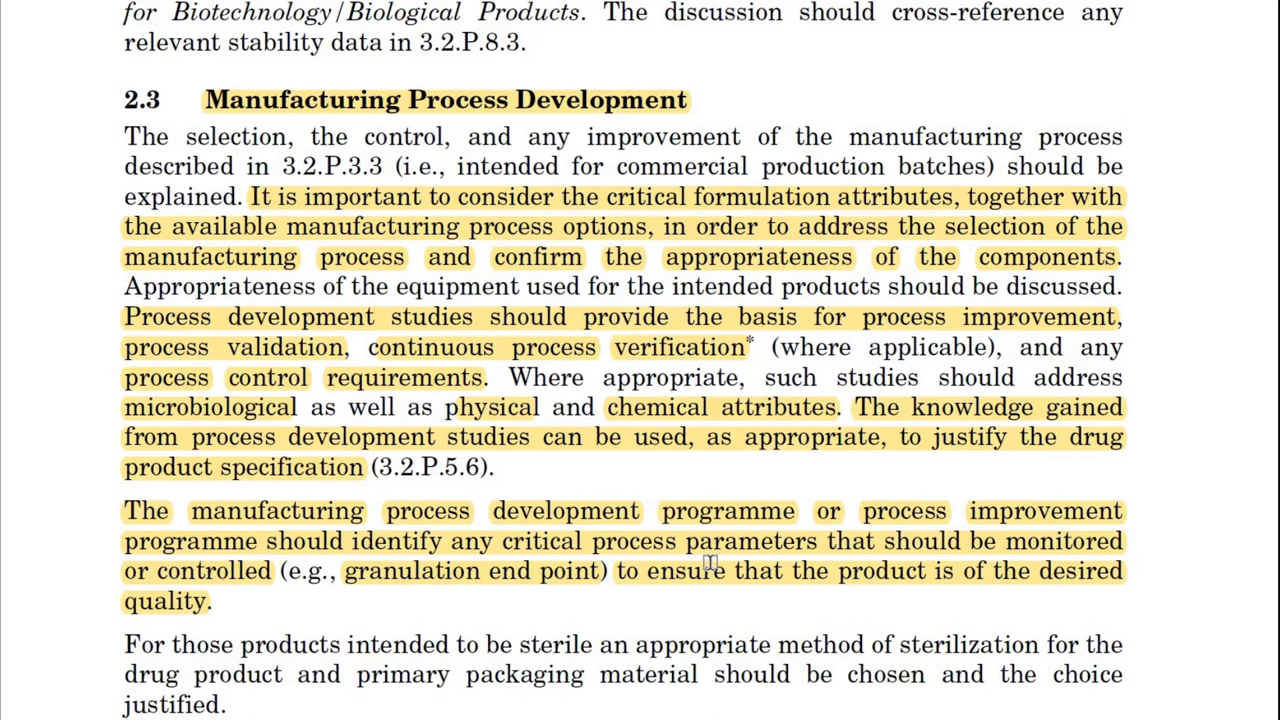 for Biotechnology/Biological Products. The discussion should cross-reference any
relevant stability data in 3.2.P.8.3.
2.3 Manufacturing Process Development
The selection, the control, and any improvement of the manufacturing process
described in 3.2.P.3.3 (i.e., intended for commercial production batches) should be
explained. It is important to consider the critical formulation attributes, together with
the available manufacturing process options, in order to address the selection of the
manufacturing process and confirm the appropriateness of the components.
Appropriateness of the equipment used for the intended products should be discussed.
Process development studies should provide the basis for process improvement,
process validation, continuous process verification* (where applicable), and any
process control requirements. Where appropriate, such studies should address
microbiological as well as physical and chemical attributes. The knowledge gained
from process development studies can be used, as appropriate, to justify the drug
product specification (3.2.P.5.6).
The manufacturing process development programme or process improvement
programme should identify any critical process parameters that should be monitored
or controlled (e.g., granulation end point) to ensure that the product is of the desired
quality.
For those products intended to be sterile an appropriate method of sterilization for the
drug product and primary packaging material should be chosen and the choice
justified.